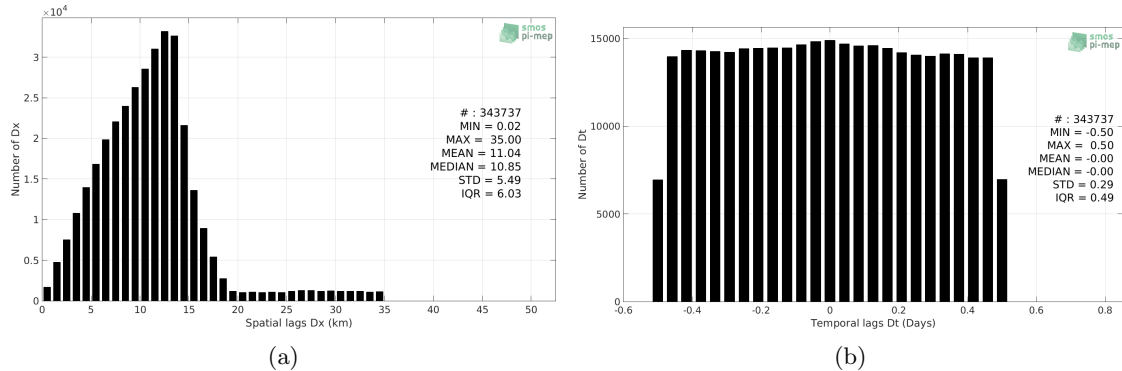 ×10⁴
smos
pi-mep
3
2.5
2
1.5
1
0.5
0
Number of Dx
# : 343737
MIN = 0.02
MAX = 35.00
MEAN = 11.04
MEDIAN = 10.85
STD = 5.49
IQR = 6.03
0 5 10 15 20 25 30 35 40 45 50
Spatial lags Dx (km)
(a)
smos
pi-mep
15000
10000
5000
0
Number of Dt
# : 343737
MIN = -0.50
MAX = 0.50
MEAN = -0.00
MEDIAN = -0.00
STD = 0.29
IQR = 0.49
-0.6 -0.4 -0.2 0 0.2 0.4 0.6 0.8
Temporal lags Dt (Days)
(b)